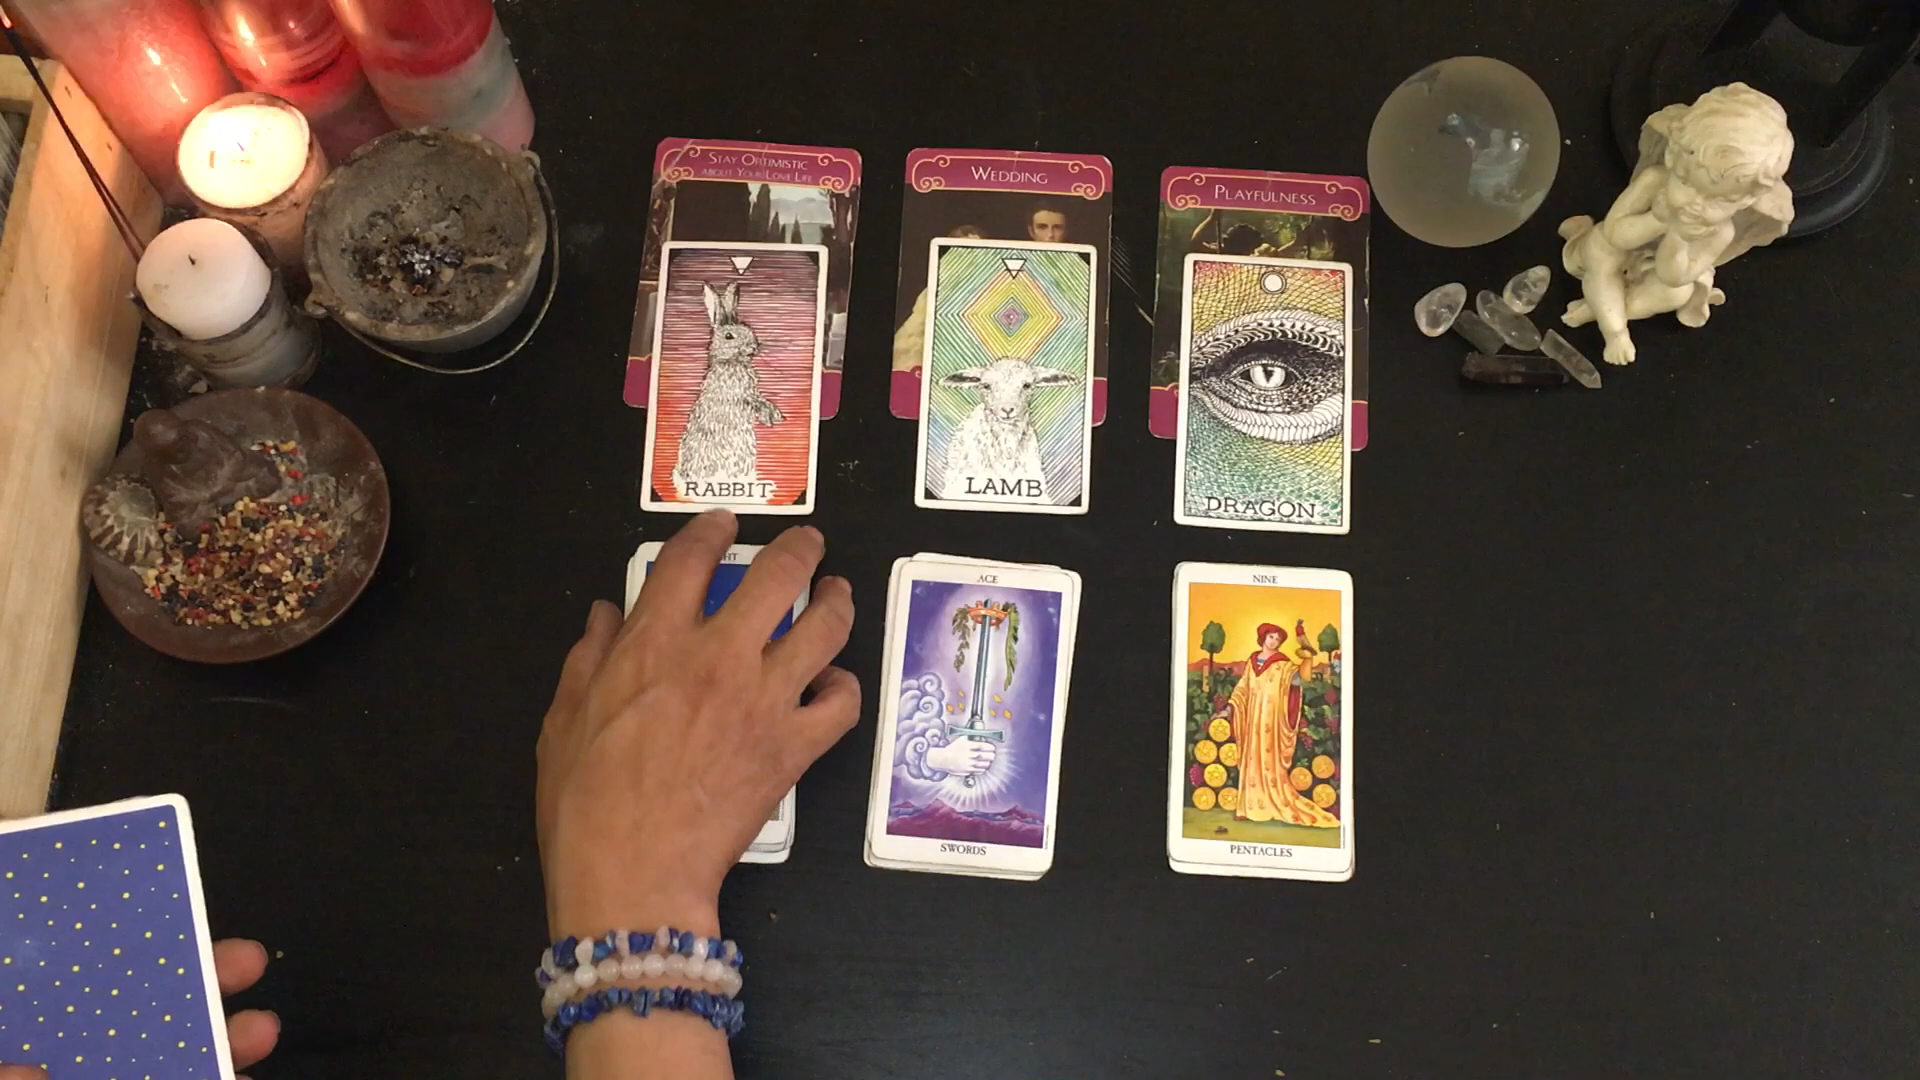 STAY OPTIMISTIC
ABOUT YOUR LOVE LIFE
WEDDING
PLAYFULNESS
RABBIT
LAMB
DRAGON
ACE
SWORDS
NINE
PENTACLES